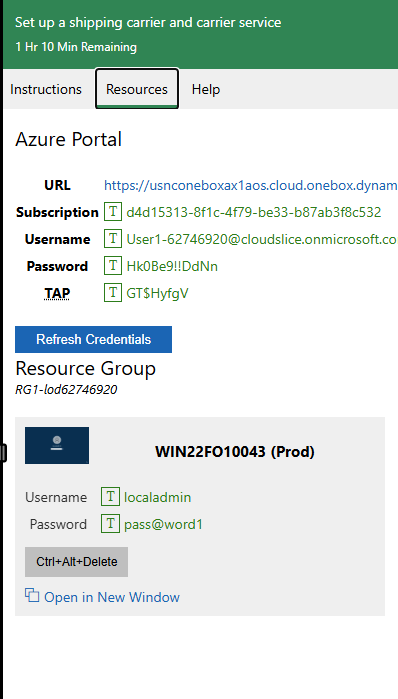 Set up a shipping carrier and carrier service
1 Hr 10 Min Remaining
Instructions Resources Help
Azure Portal
URL https://usnconeboxax1aos.cloud.onebox.dynam
Subscription T d4d15313-8f1c-4f79-be33-b87ab3f8c532
Username T User1-62746920@cloudslice.onmicrosoft.co
Password T Hk0Be9!!DdNn
TAP T GT$HyfgV
Refresh Credentials
Resource Group
RG1-lod62746920
WIN22FO10043 (Prod)
Username T localadmin
Password T pass@word1
Ctrl+Alt+Delete
Open in New Window